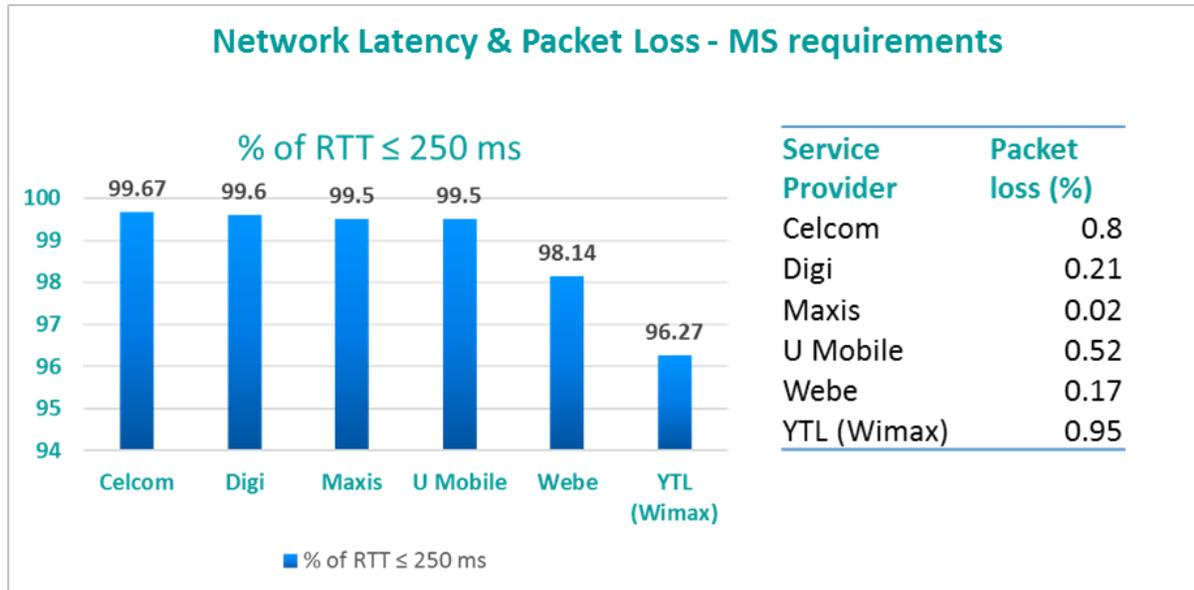 Network Latency & Packet Loss - MS requirements
% of RTT ≤ 250 ms
100
99
98
97
96
95
94
99.67
99.6
99.5
99.5
98.14
96.27
Celcom
Digi
Maxis
U Mobile
Webe
YTL
(Wimax)
% of RTT ≤ 250 ms
Service Packet
Provider loss (%)
Celcom 0.8
Digi 0.21
Maxis 0.02
U Mobile 0.52
Webe 0.17
YTL (Wimax) 0.95